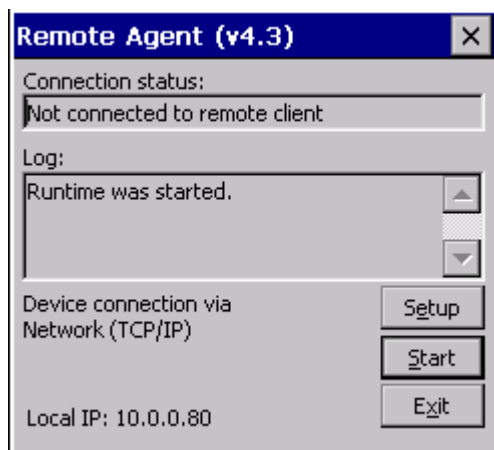 Remote Agent (v4.3)
Connection status:
Not connected to remote client
Log:
Runtime was started.
Device connection via
Network (TCP/IP)
Setup
Start
Exit
Local IP: 10.0.0.80